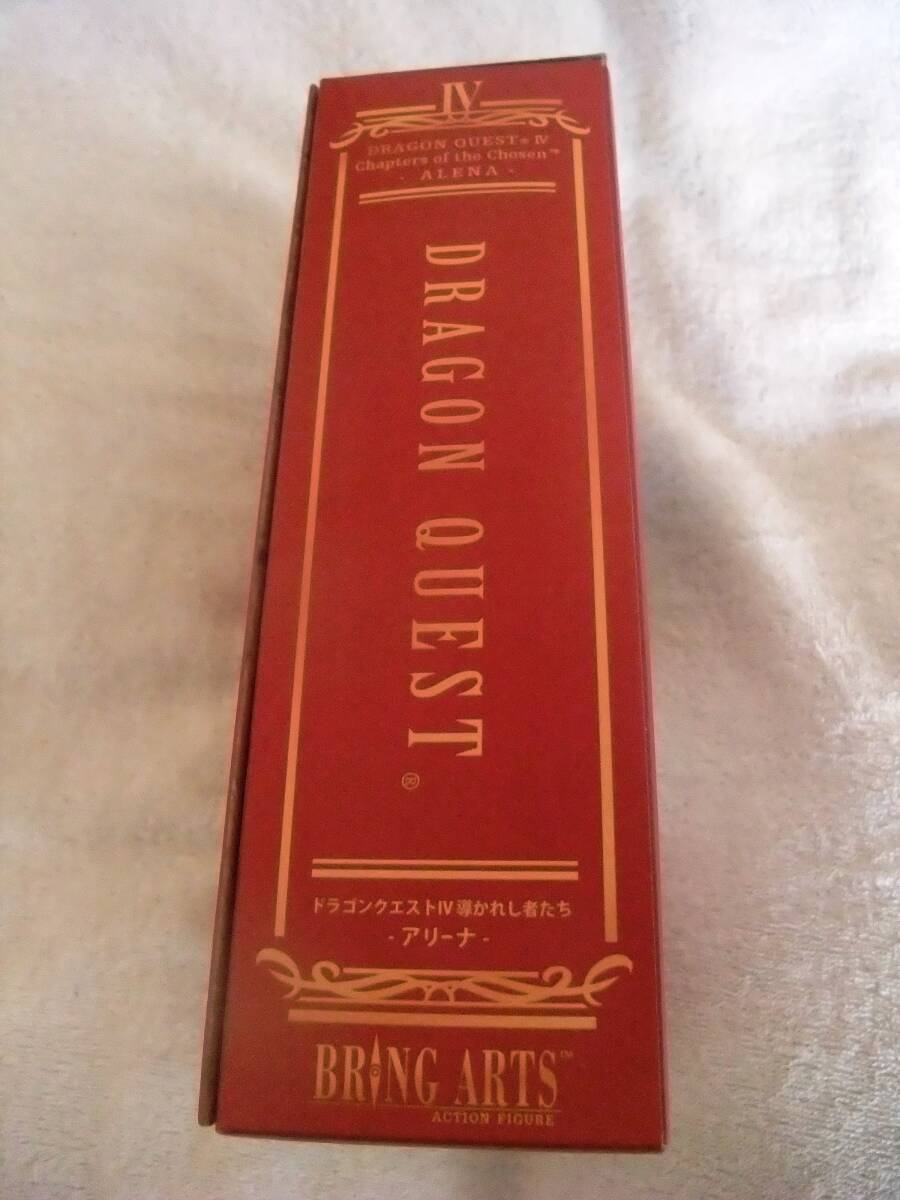 IV
DRAGON QUEST® IV
Chapters of the Chosen™
- ALENA -
DRAGON QUEST®
ドラゴンクエストIV 導かれし者たち
- アリーナ -
BRING ARTS™
ACTION FIGURE